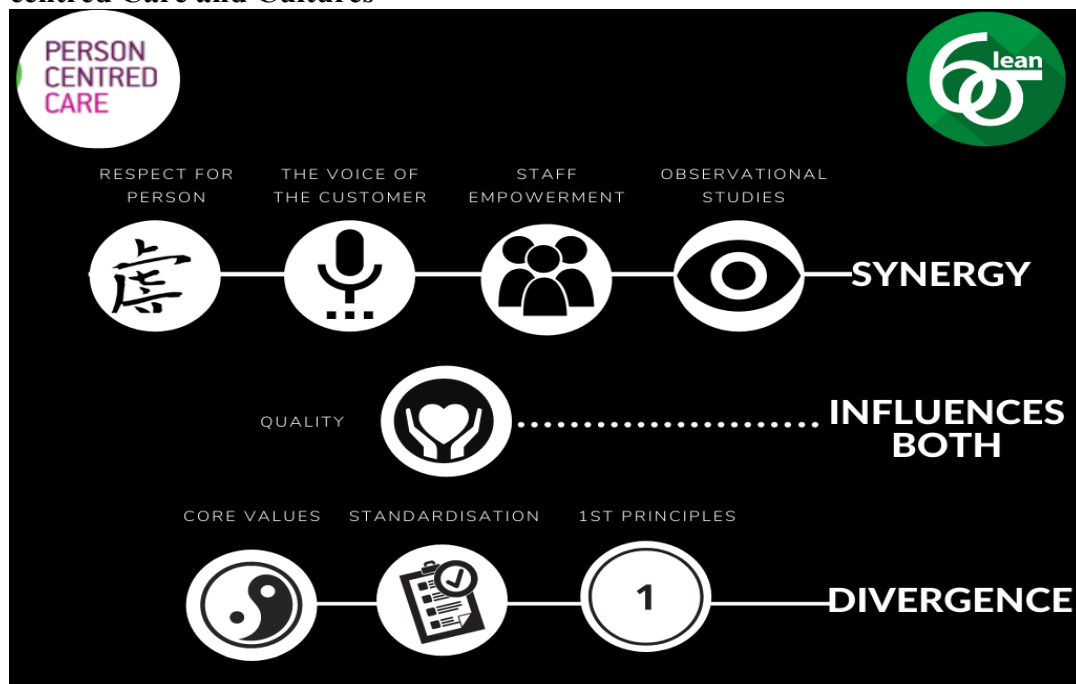 centred Care and Cultures
PERSON
CENTRED
CARE
lean
6σ
RESPECT FOR
PERSON
THE VOICE OF
THE CUSTOMER
STAFF
EMPOWERMENT
OBSERVATIONAL
STUDIES
SYNERGY
QUALITY
INFLUENCES
BOTH
CORE VALUES
STANDARDISATION
1ST PRINCIPLES
1
DIVERGENCE